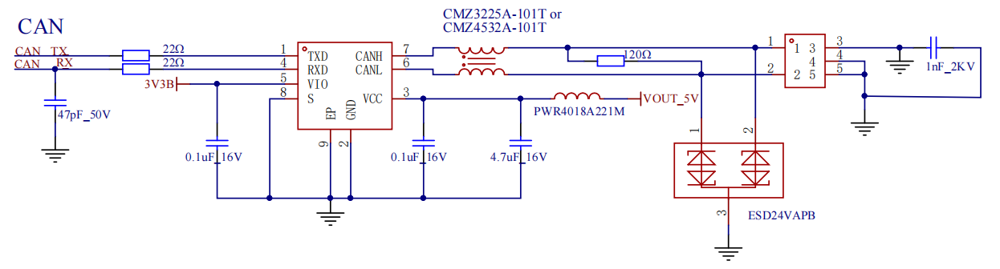 CAN
CMZ3225A-101T or
CMZ4532A-101T
CAN_TX
CAN_RX
22Ω
22Ω
1
4
5
8
TXD
RXD
VIO
S
CANH
CANL
VCC
EP
GND
7
6
3
9
2
3V3B
47pF_50V
0.1uF_16V
0.1uF_16V
4.7uF_16V
PWR4018A221M
VOUT_5V
120Ω
1
2
1 3
4
2 5
3
4
5
1nF_2KV
1
2
3
ESD24VAPB